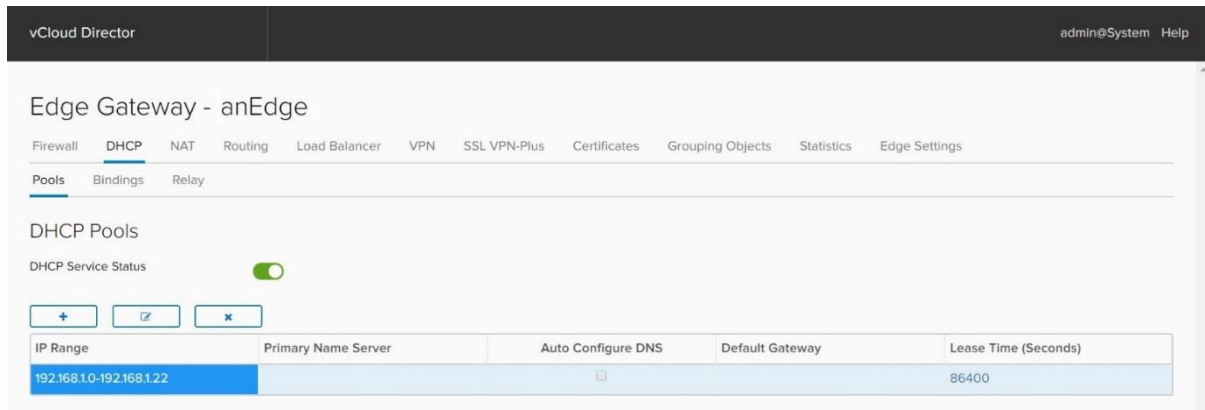 vCloud Director admin@System Help
Edge Gateway - anEdge
Firewall DHCP NAT Routing Load Balancer VPN SSL VPN-Plus Certificates Grouping Objects Statistics Edge Settings
Pools Bindings Relay
DHCP Pools
DHCP Service Status
IP Range Primary Name Server Auto Configure DNS Default Gateway Lease Time (Seconds)
192.168.1.0-192.168.1.22 86400